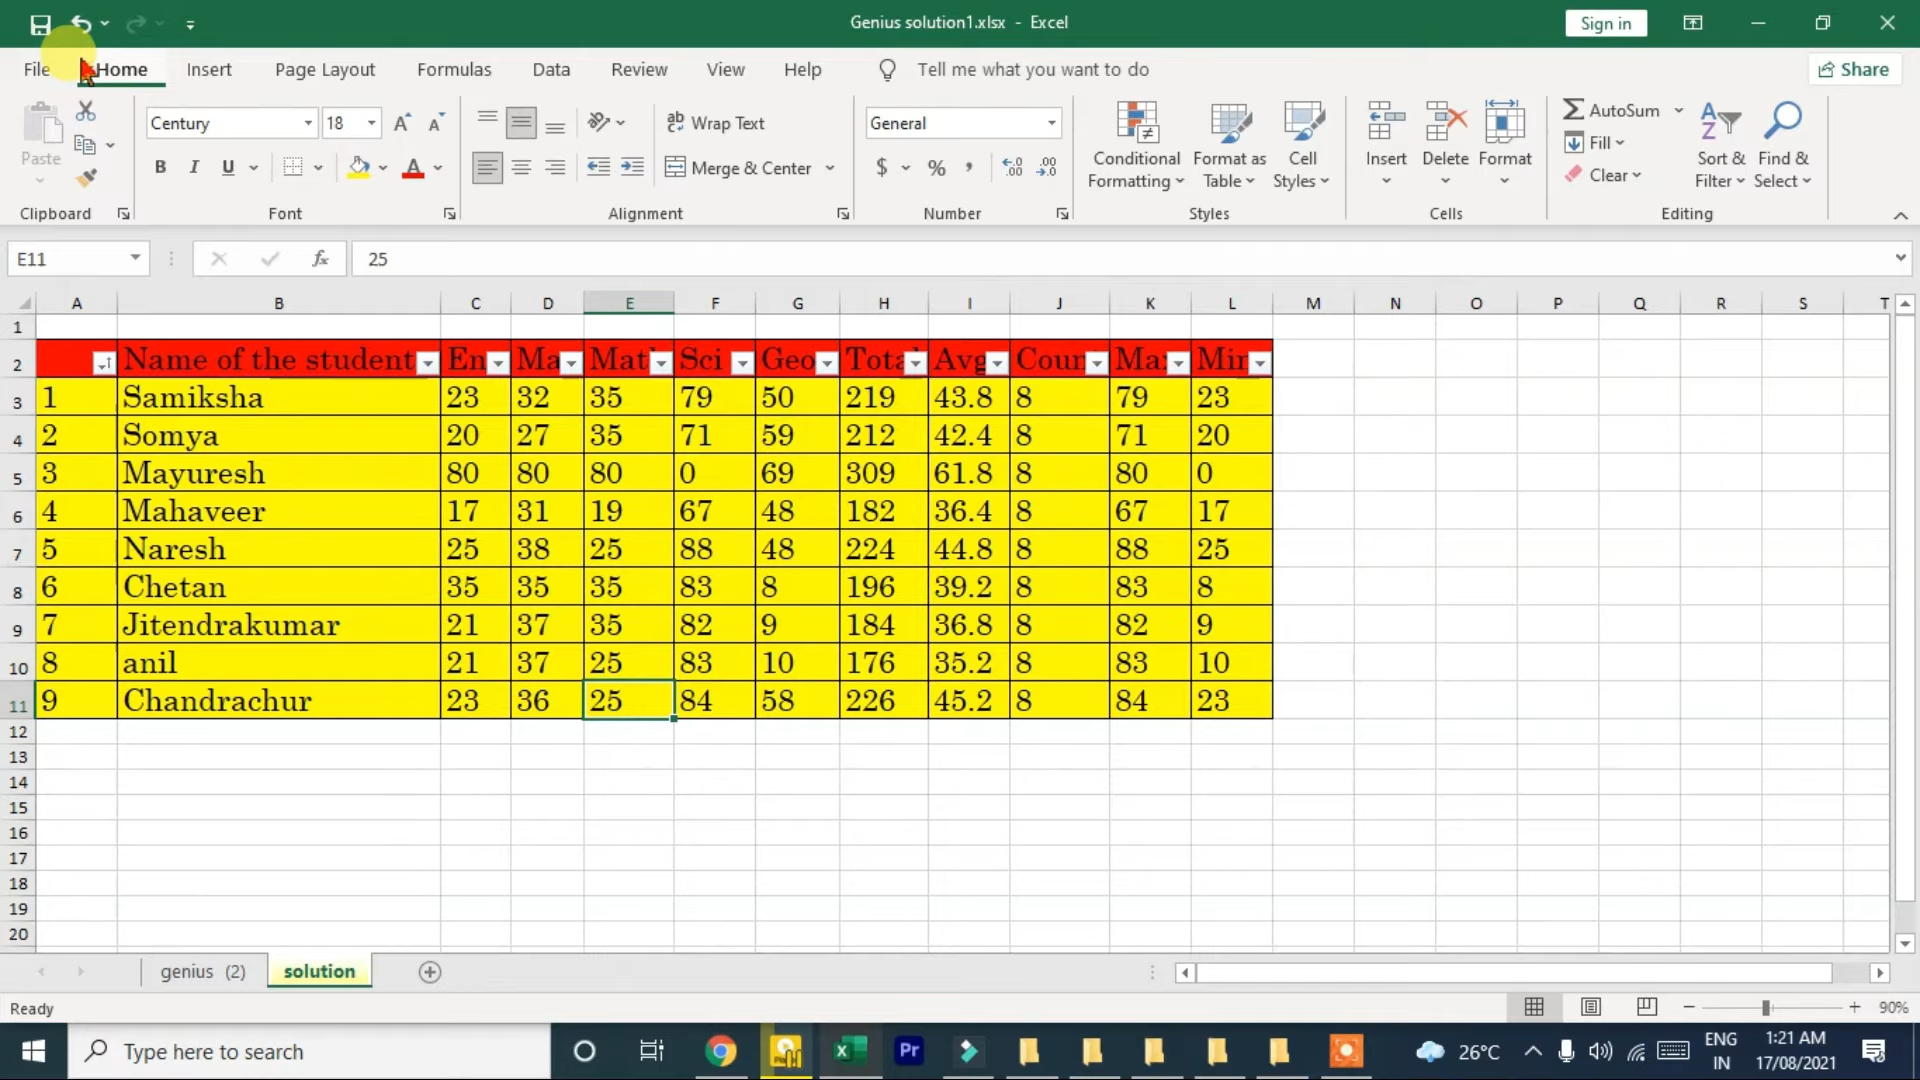 Genius solution1.xlsx - Excel
Sign in
File Home Insert Page Layout Formulas Data Review View Help Tell me what you want to do Share
Paste
Clipboard
Century 18
B I U
Font
Wrap Text
Merge & Center
Alignment
General
$ %
Number
Conditional Formatting
Format as Table
Cell Styles
Styles
Insert Delete Format
Cells
AutoSum
Fill
Clear
Sort & Filter
Find & Select
Editing
E11 fx 25
A B C D E F G H I J K L M N O P Q R S T
1
2 Name of the student En Ma Mat Sci Geo Tota Avg Coun Ma Min
3 1 Samiksha 23 32 35 79 50 219 43.8 8 79 23
4 2 Somya 20 27 35 71 59 212 42.4 8 71 20
5 3 Mayuresh 80 80 80 0 69 309 61.8 8 80 0
6 4 Mahaveer 17 31 19 67 48 182 36.4 8 67 17
7 5 Naresh 25 38 25 88 48 224 44.8 8 88 25
8 6 Chetan 35 35 35 83 8 196 39.2 8 83 8
9 7 Jitendrakumar 21 37 35 82 9 184 36.8 8 82 9
10 8 anil 21 37 25 83 10 176 35.2 8 83 10
11 9 Chandrachur 23 36 25 84 58 226 45.2 8 84 23
12
13
14
15
16
17
18
19
20
genius (2) solution
Ready 90%
Type here to search Pr 26°C ENG IN 1:21 AM 17/08/2021